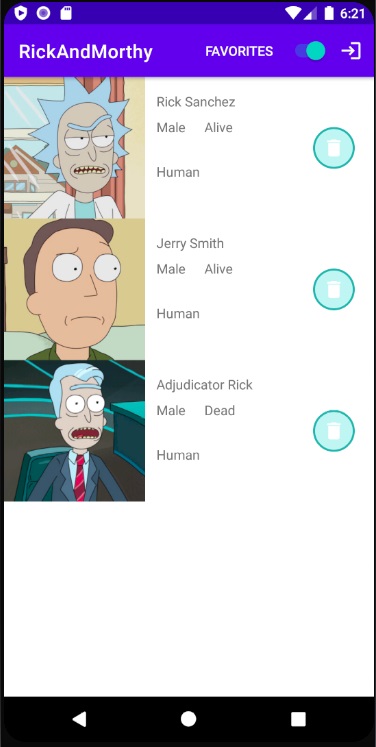 6:21
RickAndMorthy FAVORITES
Rick Sanchez
Male Alive
Human
Jerry Smith
Male Alive
Human
Adjudicator Rick
Male Dead
Human